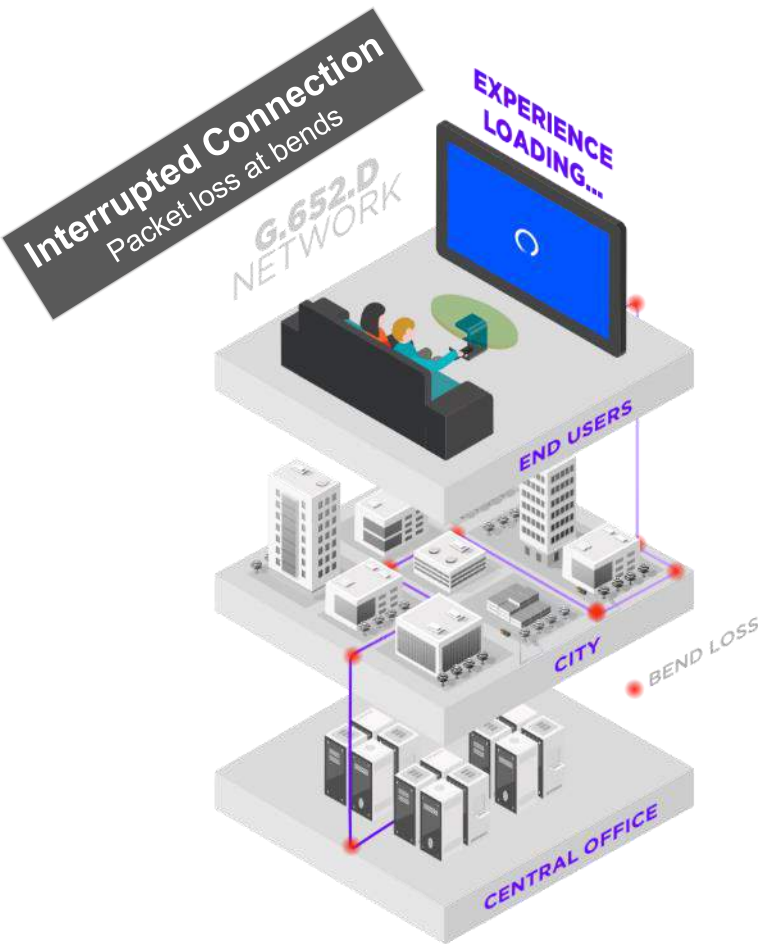 Interrupted Connection
Packet loss at bends
EXPERIENCE
LOADING...
G.652.D
NETWORK
END USERS
CITY
BEND LOSS
CENTRAL OFFICE